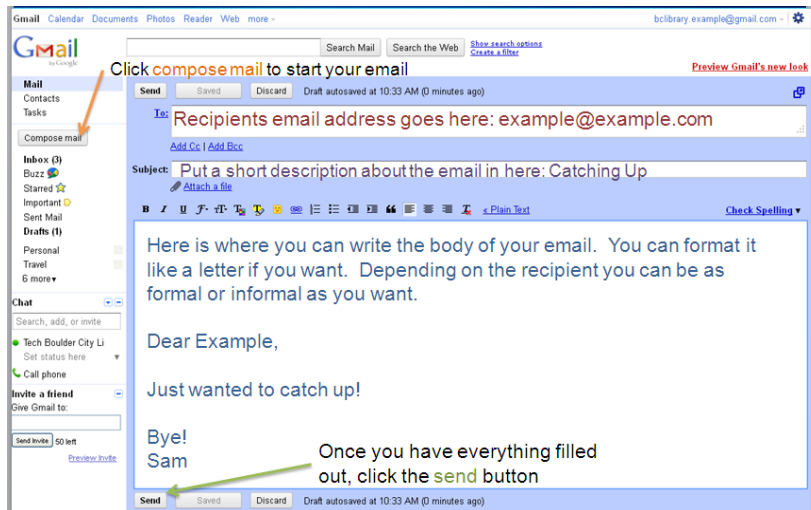 Gmail Calendar Documents Photos Reader Web more
bclibrary.example@gmail.com
Gmail
by Google
Search Mail Search the Web Show search options
Create a filter
Click compose mail to start your email
Preview Gmail's new look
Mail
Contacts
Tasks
Compose mail
Inbox (3)
Buzz
Starred
Important
Sent Mail
Drafts (1)
Personal
Travel
6 more
Chat
Search, add, or invite
Tech Boulder City Li
Set status here
Call phone
Invite a friend
Give Gmail to:
Send Invite 50 left
Preview Invite
Send Saved Discard Draft autosaved at 10:33 AM (0 minutes ago)
To: Recipients email address goes here: example@example.com
Add Cc | Add Bcc
Subject: Put a short description about the email in here: Catching Up
Attach a file
B I U « Plain Text Check Spelling
Here is where you can write the body of your email. You can format it
like a letter if you want. Depending on the recipient you can be as
formal or informal as you want.
Dear Example,
Just wanted to catch up!
Bye!
Sam
Once you have everything filled
out, click the send button
Send Saved Discard Draft autosaved at 10:33 AM (0 minutes ago)